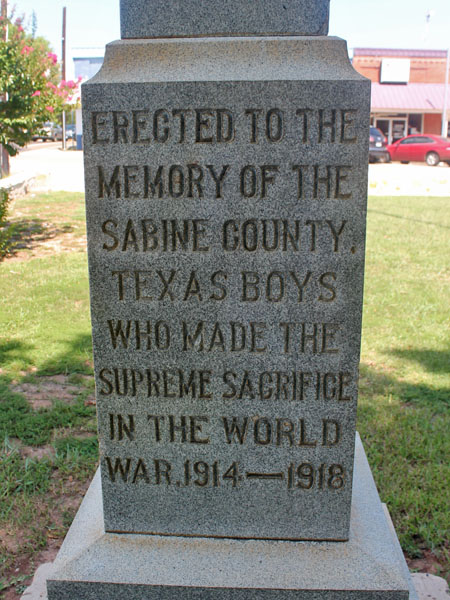 ERECTED TO THE
MEMORY OF THE
SABINE COUNTY,
TEXAS BOYS
WHO MADE THE
SUPREME SACRIFICE
IN THE WORLD
WAR. 1914—1918